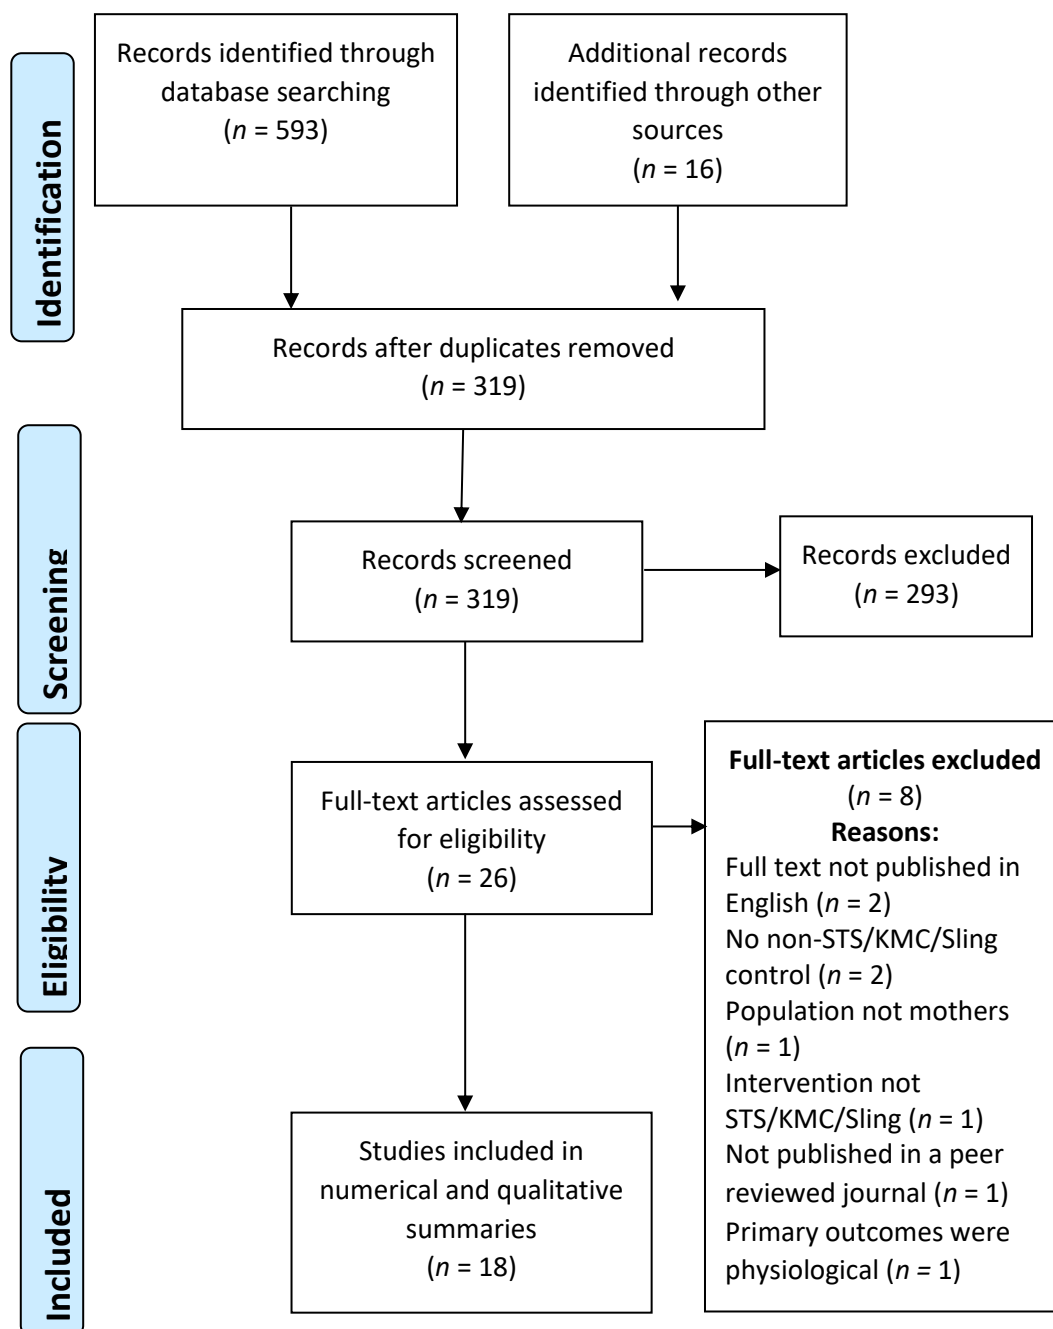 Identification
Records identified through
database searching
(n = 593)
Additional records
identified through other
sources
(n = 16)
Records after duplicates removed
(n = 319)
Screening
Records screened
(n = 319)
Records excluded
(n = 293)
Eligibility
Full-text articles assessed
for eligibility
(n = 26)
Full-text articles excluded
(n = 8)
Reasons:
Full text not published in
English (n = 2)
No non-STS/KMC/Sling
control (n = 2)
Population not mothers
(n = 1)
Intervention not
STS/KMC/Sling (n = 1)
Not published in a peer
reviewed journal (n = 1)
Primary outcomes were
physiological (n = 1)
Included
Studies included in
numerical and qualitative
summaries
(n = 18)